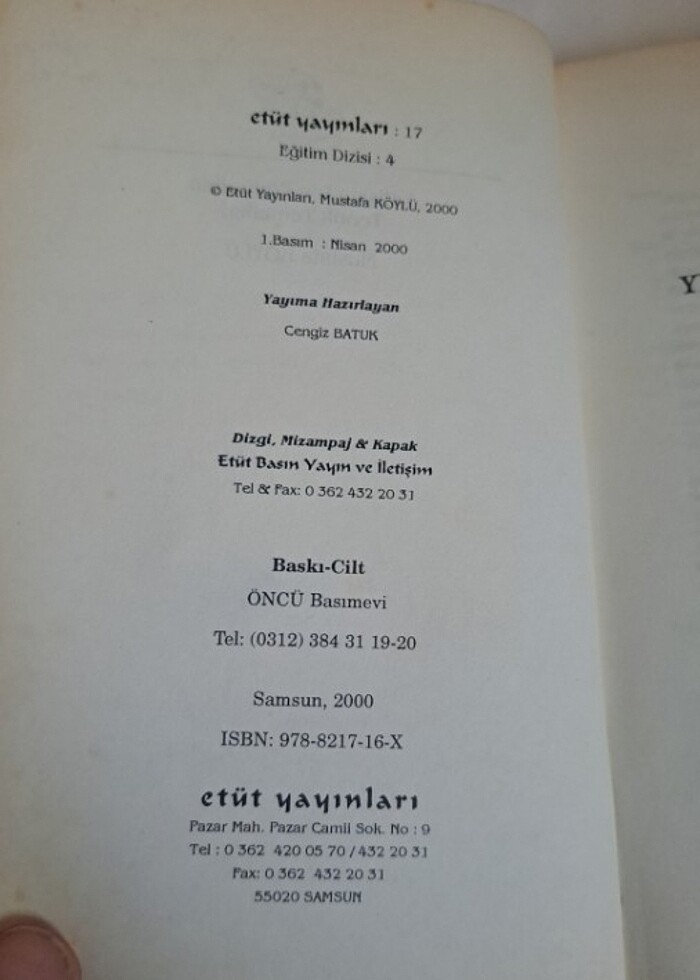 etüt yayınları : 17
Eğitim Dizisi : 4
© Etüt Yayınları, Mustafa KÖYLÜ, 2000
1.Basım : Nisan 2000
Yayıma Hazırlayan
Cengiz BATUK
Dizgi, Mizampaj & Kapak
Etüt Basın Yayın ve İletişim
Tel & Fax: 0 362 432 20 31
Baskı-Cilt
ÖNCÜ Basımevi
Tel: (0312) 384 31 19-20
Samsun, 2000
ISBN: 978-8217-16-X
etüt yayınları
Pazar Mah. Pazar Camii Sok. No : 9
Tel : 0 362 420 05 70 / 432 20 31
Fax: 0 362 432 20 31
55020 SAMSUN
Y